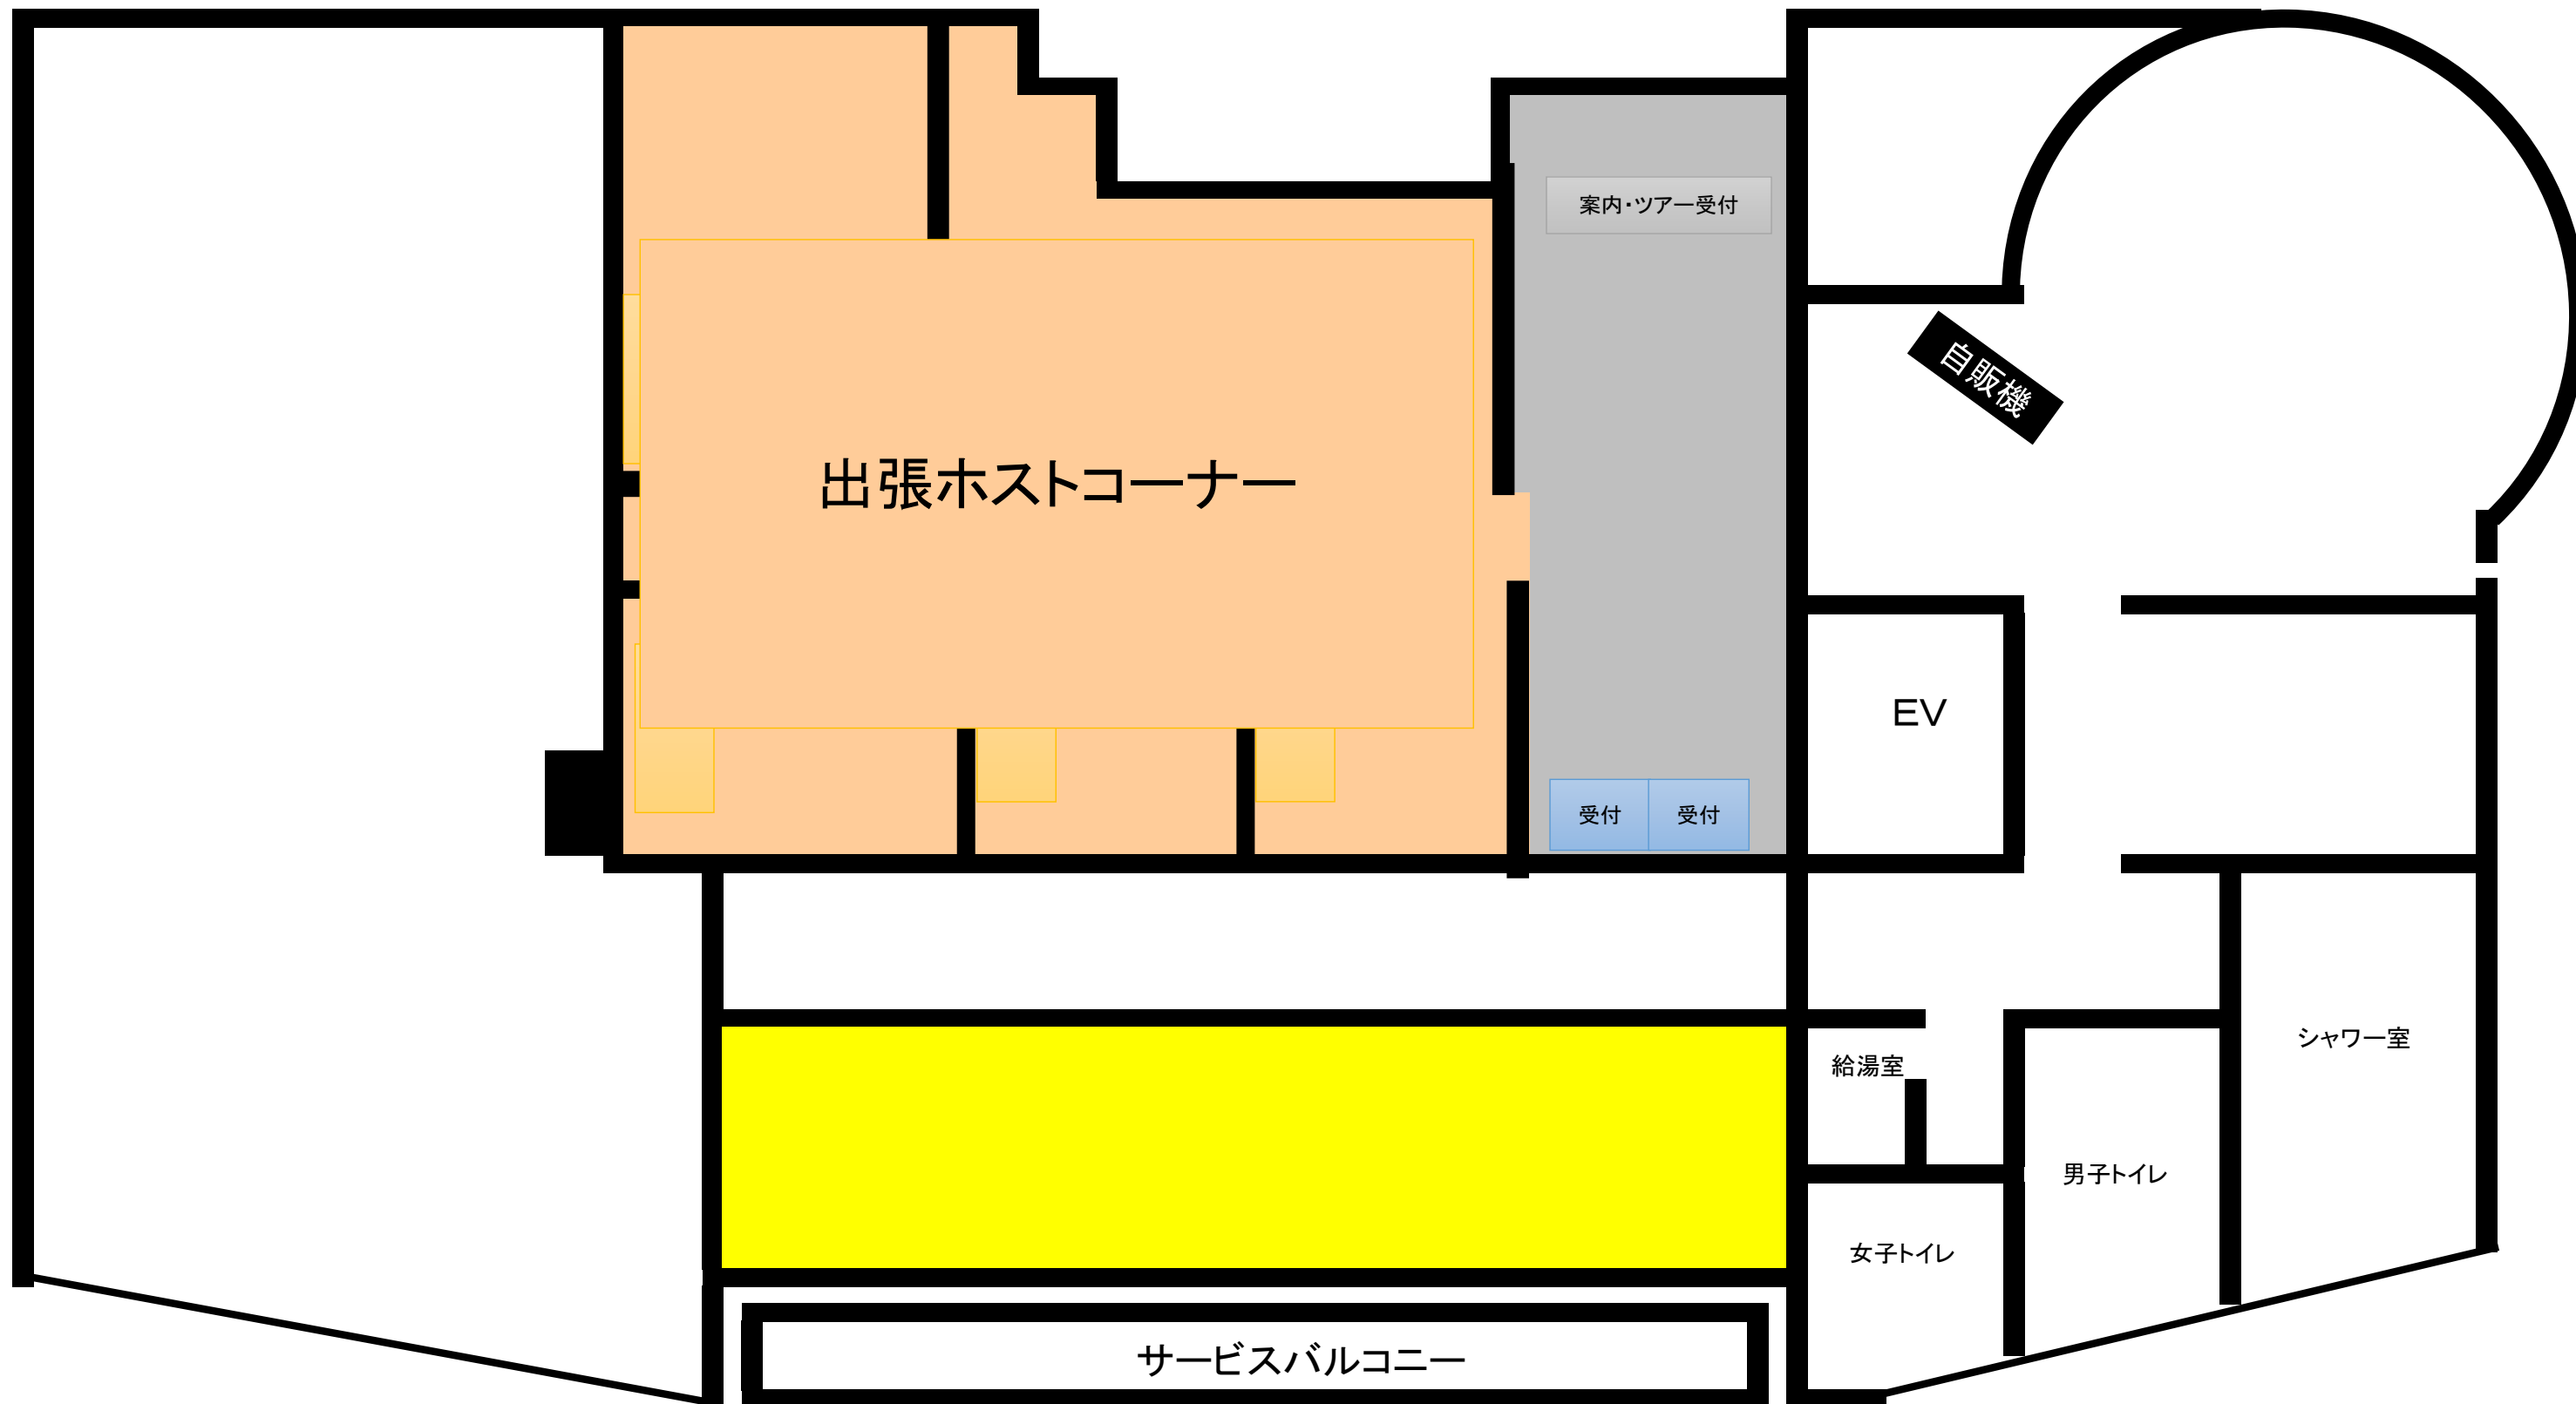 案内・ツアー受付
自販機
出張ホストコーナー
EV
受付
受付
シャワー室
給湯室
男子トイレ
女子トイレ
サービスバルコニー